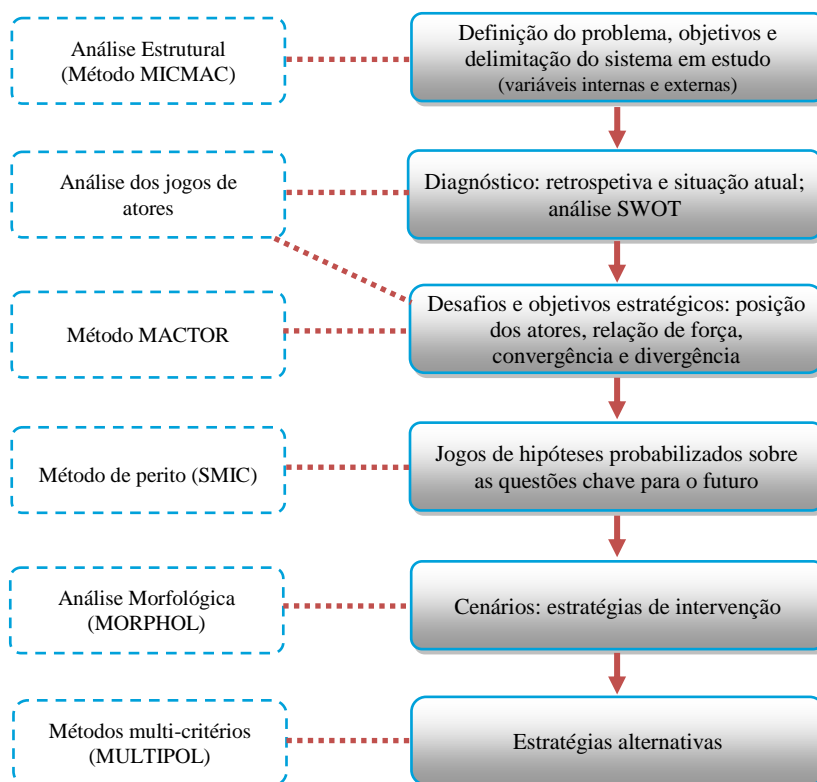 Análise Estrutural
(Método MICMAC)
Definição do problema, objetivos e
delimitação do sistema em estudo
(variáveis internas e externas)
Análise dos jogos de
atores
Diagnóstico: retrospetiva e situação atual;
análise SWOT
Método MACTOR
Desafios e objetivos estratégicos: posição
dos atores, relação de força,
convergência e divergência
Método de perito (SMIC)
Jogos de hipóteses probabilizados sobre
as questões chave para o futuro
Análise Morfológica
(MORPHOL)
Cenários: estratégias de intervenção
Métodos multi-critérios
(MULTIPOL)
Estratégias alternativas